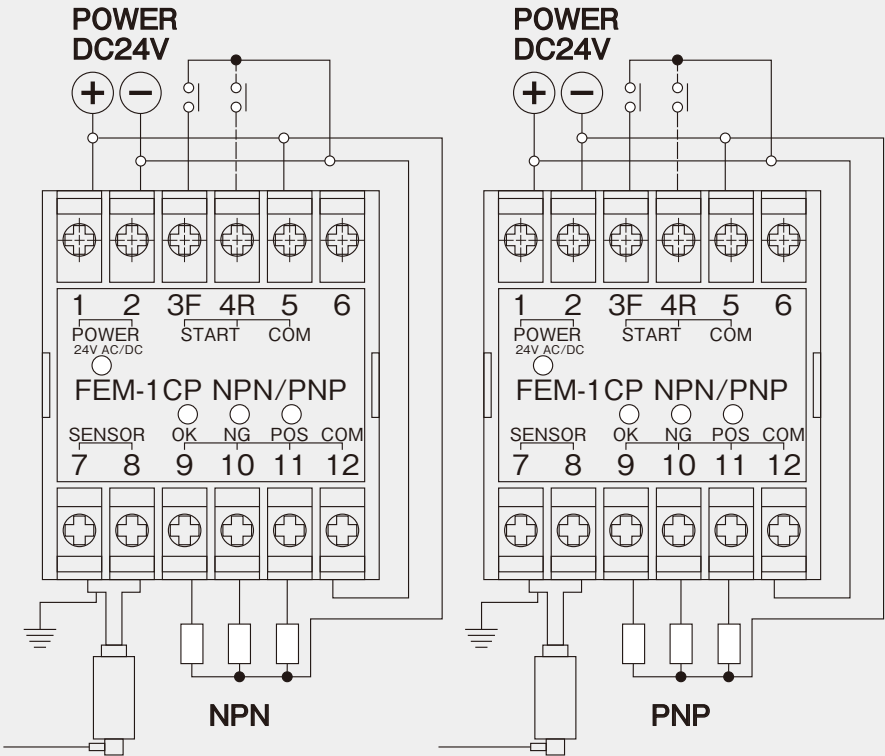 POWER
DC24V
+ −
1 2 3F 4R 5 6
POWER START COM
24V AC/DC
FEM-1CP NPN/PNP
SENSOR OK NG POS COM
7 8 9 10 11 12
NPN
POWER
DC24V
+ −
1 2 3F 4R 5 6
POWER START COM
24V AC/DC
FEM-1CP NPN/PNP
SENSOR OK NG POS COM
7 8 9 10 11 12
PNP